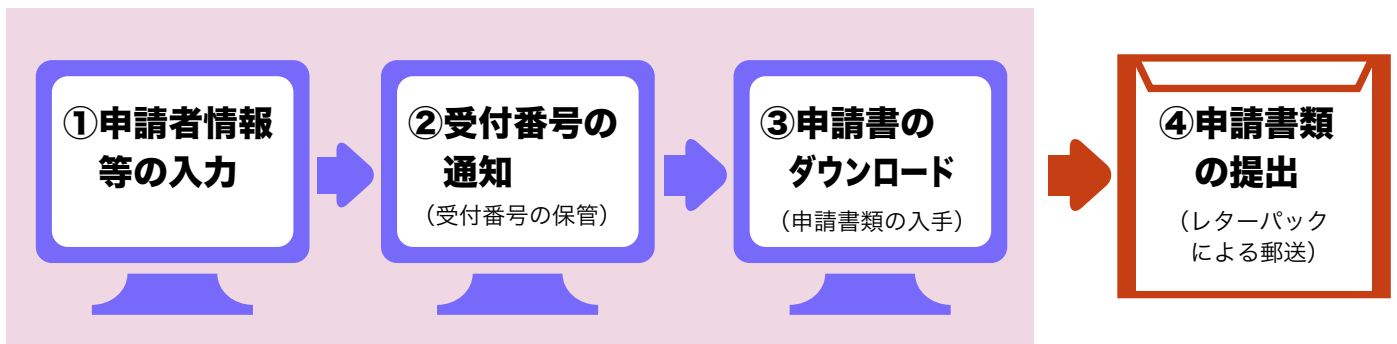 ①申請者情報
等の入力
②受付番号の
通知
（受付番号の保管）
③申請書の
ダウンロード
（申請書類の入手）
④申請書類
の提出
（レターパック
による郵送）